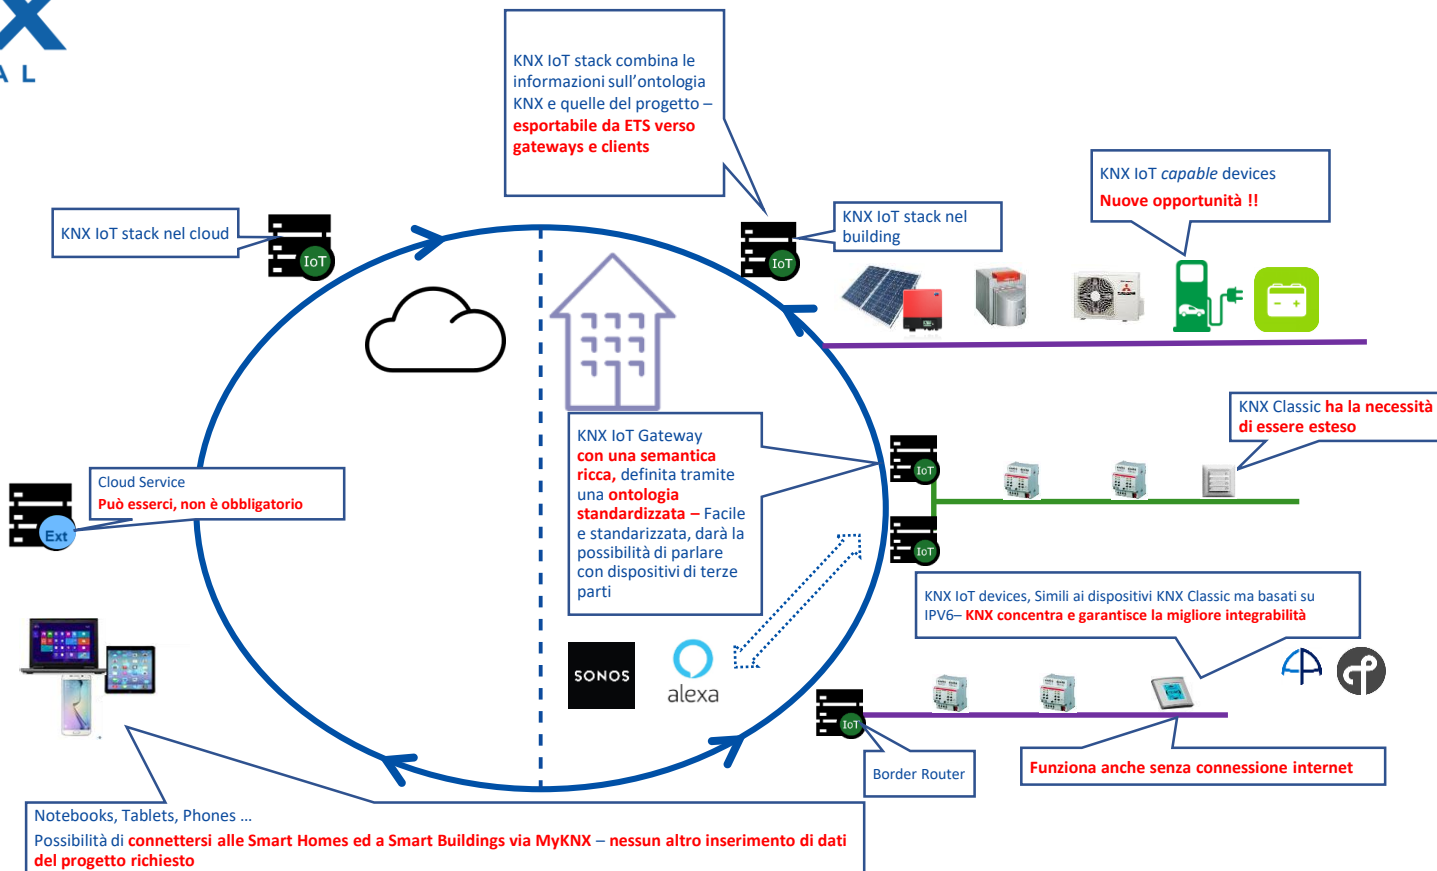 X
A L
KNX IoT stack combina le
informazioni sull'ontologia
KNX e quelle del progetto –
esportabile da ETS verso
gateways e clients
KNX IoT capable devices
Nuove opportunità !!
KNX IoT stack nel cloud
IoT
KNX IoT stack nel
building
IoT
KNX Classic ha la necessità
di essere esteso
KNX IoT Gateway
con una semantica
ricca, definita tramite
una ontologia
standardizzata – Facile
e standarizzata, darà la
possibilità di parlare
con dispositivi di terze
parti
IoT
IoT
Cloud Service
Può esserci, non è obbligatorio
Ext
KNX IoT devices, Simili ai dispositivi KNX Classic ma basati su
IPV6– KNX concentra e garantisce la migliore integrabilità
SONOS
alexa
IoT
Border Router
Funziona anche senza connessione internet
Notebooks, Tablets, Phones ...
Possibilità di connettersi alle Smart Homes ed a Smart Buildings via MyKNX – nessun altro inserimento di dati
del progetto richiesto